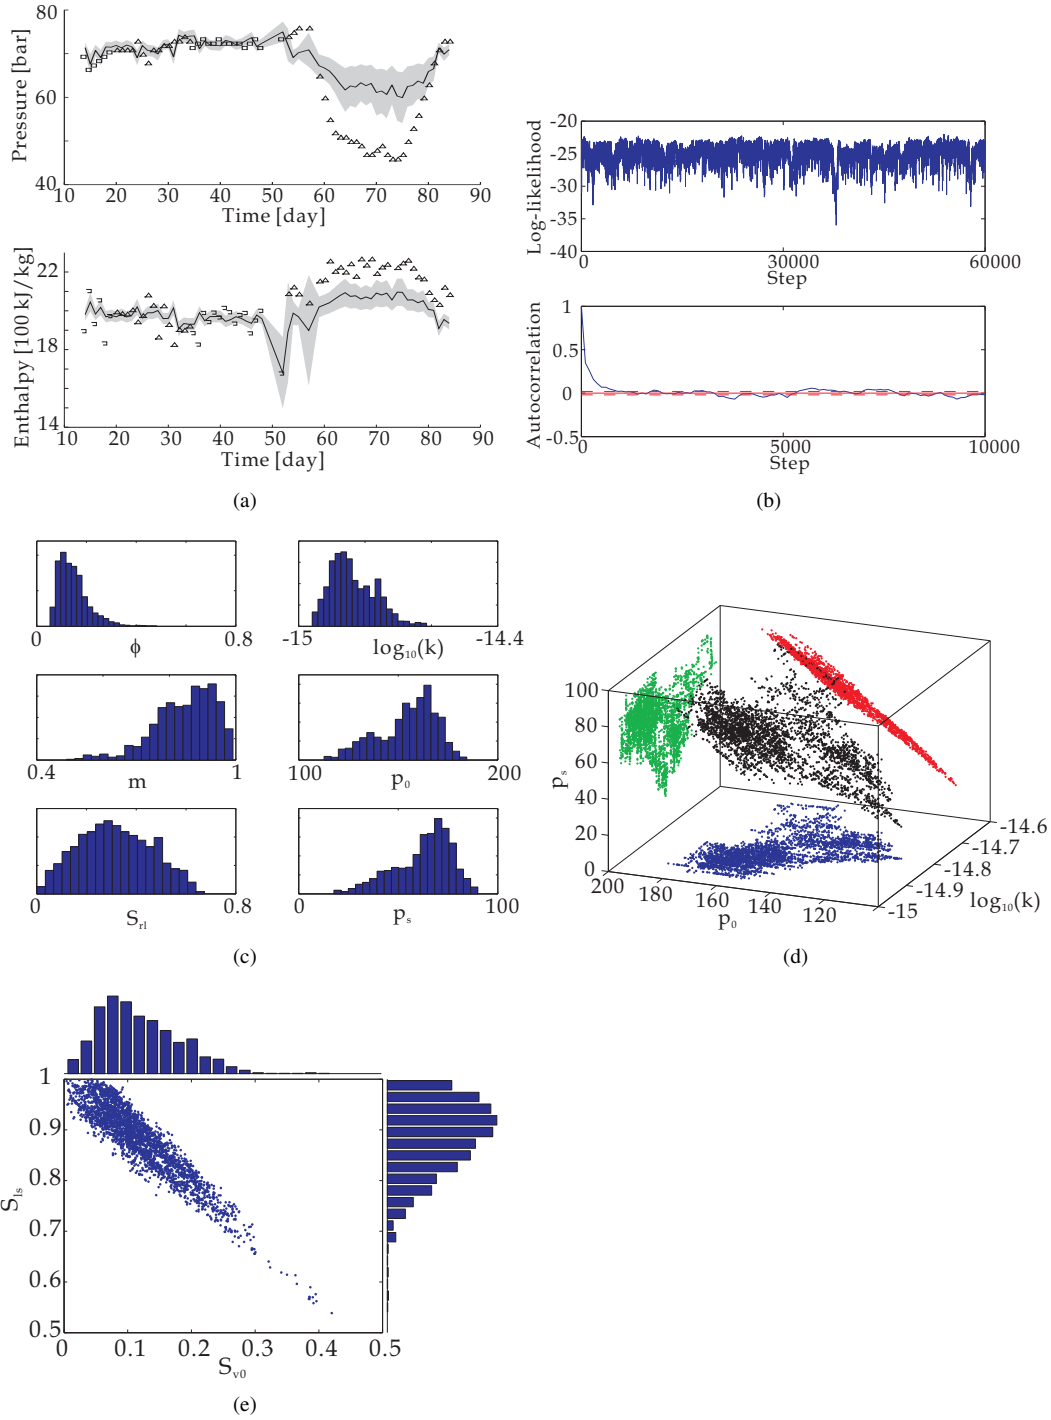 80
60
40
Pressure [bar]
10 20 30 40 50 60 70 80 90
Time [day]
22
18
14
Enthalpy [100 kJ/kg]
10 20 30 40 50 60 70 80 90
Time [day]
(a)
-20
-25
-30
-35
-40
Log-likelihood
0 30000 60000
Step
1
0.5
0
-0.5
Autocorrelation
5000 10000
Step
(b)
0 0.8
ϕ
-15 -14.4
log₁₀(k)
0.4 1
m
100 200
p₀
0 0.8
Sᵣₗ
0 100
pₛ
(c)
100
80
60
40
20
0
pₛ
200 180 160 140 120
p₀
-14.6
-14.7
-14.8
-14.9
-15
log₁₀(k)
(d)
1
0.9
0.8
0.7
0.6
0.5
Sₗₛ
0 0.1 0.2 0.3 0.4 0.5
Sᵥ₀
(e)